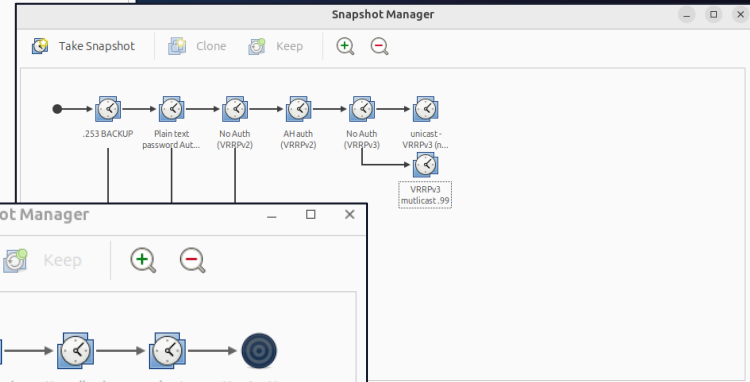 Snapshot Manager
Take Snapshot
Clone
Keep
.253 BACKUP
Plain text
password Aut...
No Auth
(VRRPv2)
AH auth
(VRRPv2)
No Auth
(VRRPv3)
unicast -
VRRPv3 (n...
VRRPv3
mutlicast .99
ot Manager
Keep